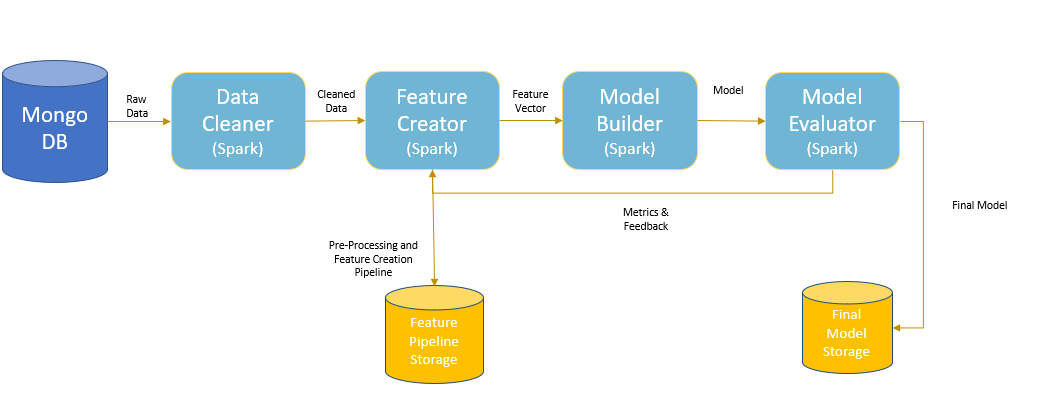 Mongo
DB
Raw
Data
Data
Cleaner
(Spark)
Cleaned
Data
Feature
Creator
(Spark)
Feature
Vector
Model
Builder
(Spark)
Model
Model
Evaluator
(Spark)
Metrics &
Feedback
Final Model
Pre-Processing and
Feature Creation
Pipeline
Feature
Pipeline
Storage
Final
Model
Storage